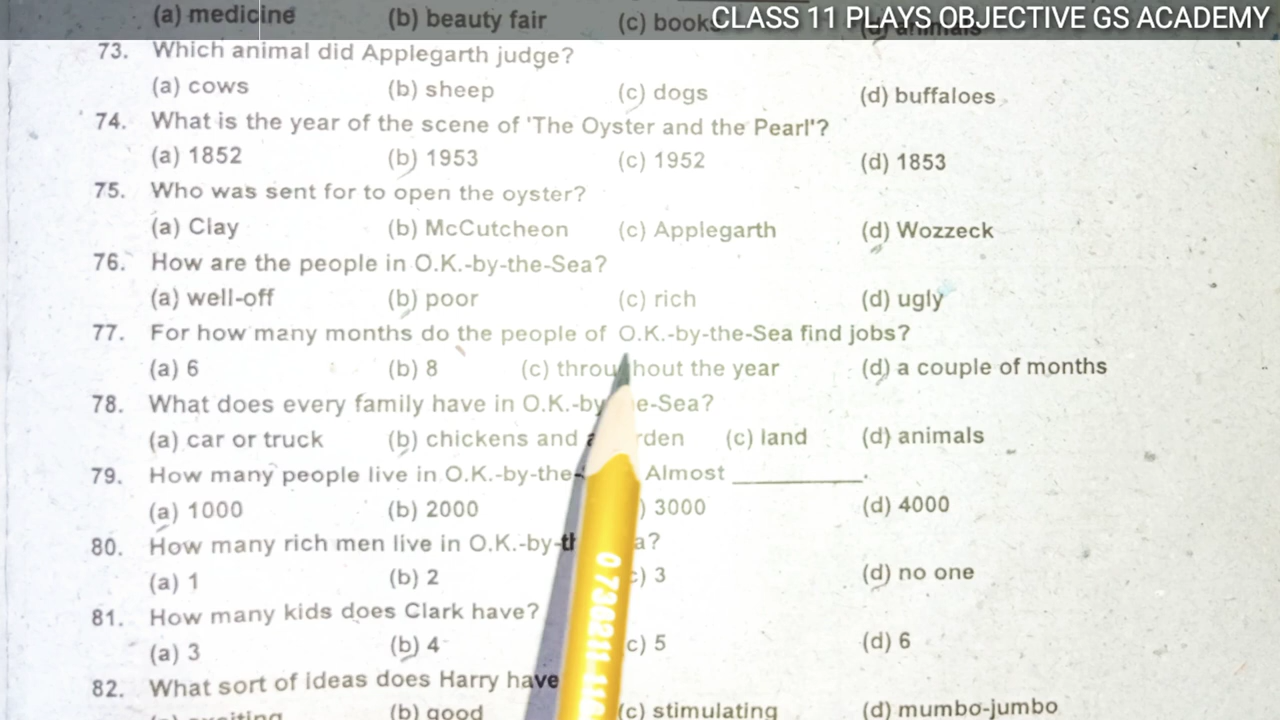 CLASS 11 PLAYS OBJECTIVE GS ACADEMY
(a) medicine (b) beauty fair (c) books (d) animals
73. Which animal did Applegarth judge?
(a) cows (b) sheep (c) dogs (d) buffaloes
74. What is the year of the scene of 'The Oyster and the Pearl'?
(a) 1852 (b) 1953 (c) 1952 (d) 1853
75. Who was sent for to open the oyster?
(a) Clay (b) McCutcheon (c) Applegarth (d) Wozzeck
76. How are the people in O.K.-by-the-Sea?
(a) well-off (b) poor (c) rich (d) ugly
77. For how many months do the people of O.K.-by-the-Sea find jobs?
(a) 6 (b) 8 (c) throughout the year (d) a couple of months
78. What does every family have in O.K.-by e-Sea?
(a) car or truck (b) chickens and a rden (c) land (d) animals
79. How many people live in O.K.-by-the- Almost ___________.
(a) 1000 (b) 2000 ) 3000 (d) 4000
80. How many rich men live in O.K.-by-th a?
(a) 1 (b) 2 c) 3 (d) no one
81. How many kids does Clark have?
(a) 3 (b) 4 c) 5 (d) 6
82. What sort of ideas does Harry have
(b) good (c) stimulating (d) mumbo-jumbo
0730211